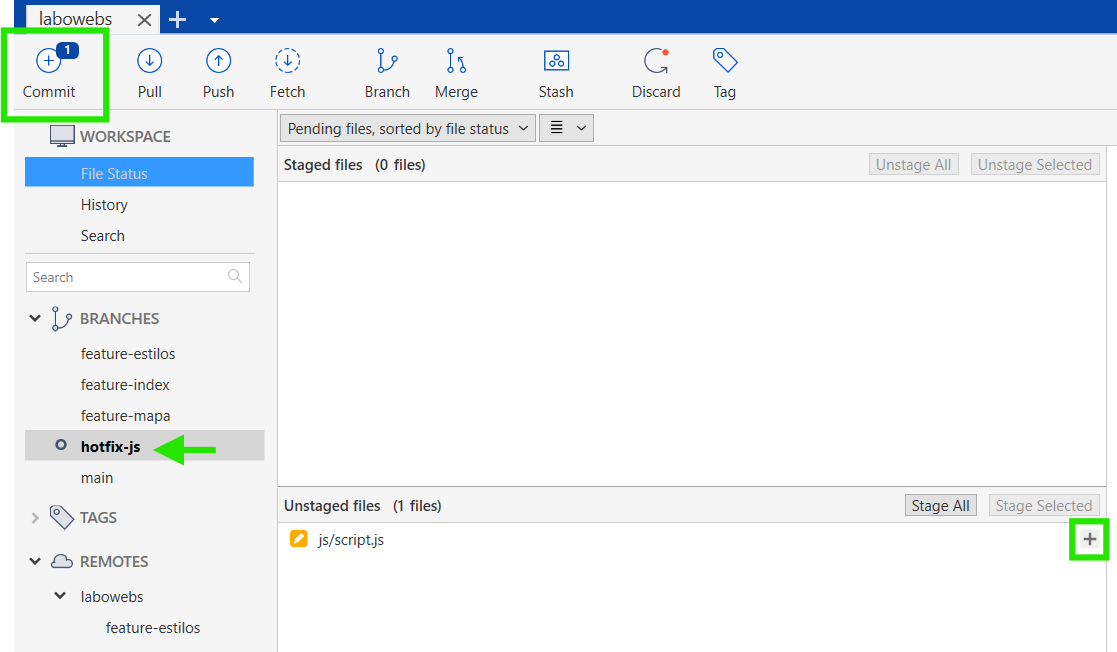 labowebs
1
Commit
Pull
Push
Fetch
Branch
Merge
Stash
Discard
Tag
WORKSPACE
File Status
History
Search
Search
BRANCHES
feature-estilos
feature-index
feature-mapa
hotfix-js
main
TAGS
REMOTES
labowebs
feature-estilos
Pending files, sorted by file status
Staged files (0 files)
Unstage All
Unstage Selected
Unstaged files (1 files)
Stage All
Stage Selected
js/script.js